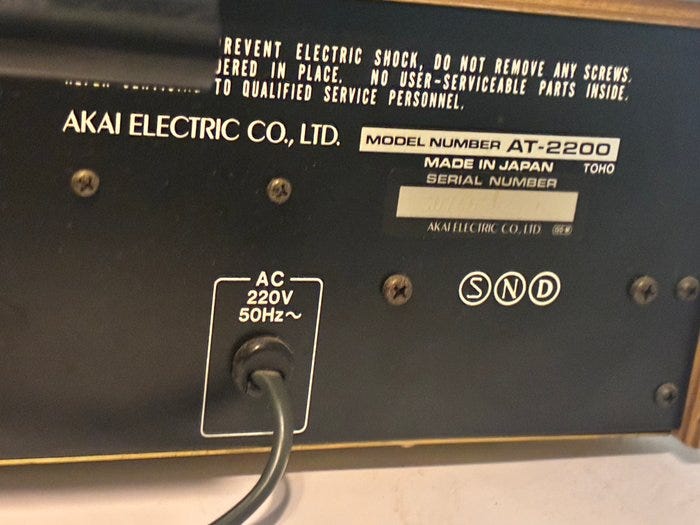 REVENT ELECTRIC SHOCK, DO NOT REMOVE ANY SCREWS.
DERED IN PLACE. NO USER-SERVICEABLE PARTS INSIDE.
TO QUALIFIED SERVICE PERSONNEL.
AKAI ELECTRIC CO., LTD.
MODEL NUMBER AT-2200
MADE IN JAPAN TOHO
SERIAL NUMBER
AKAI ELECTRIC CO., LTD.
AC
220V
50Hz~
S N D